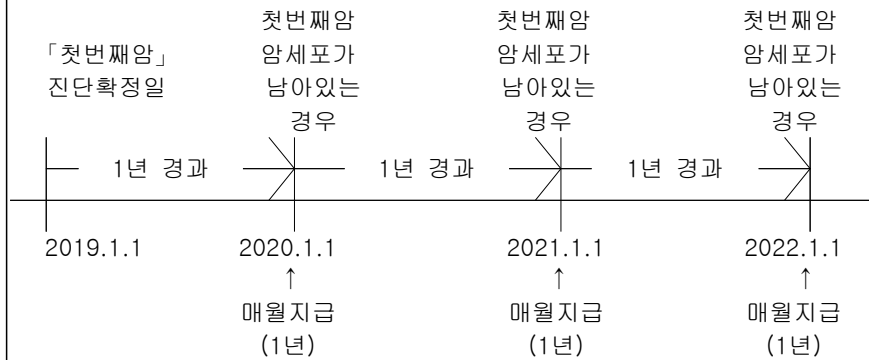 첫번째암 첫번째암 첫번째암
「첫번째암」 암세포가 암세포가 암세포가
진단확정일 남아있는 남아있는 남아있는
경우 경우 경우
1년 경과 1년 경과 1년 경과
2019.1.1 2020.1.1 2021.1.1 2022.1.1
↑ ↑ ↑
매월지급 매월지급 매월지급
(1년) (1년) (1년)